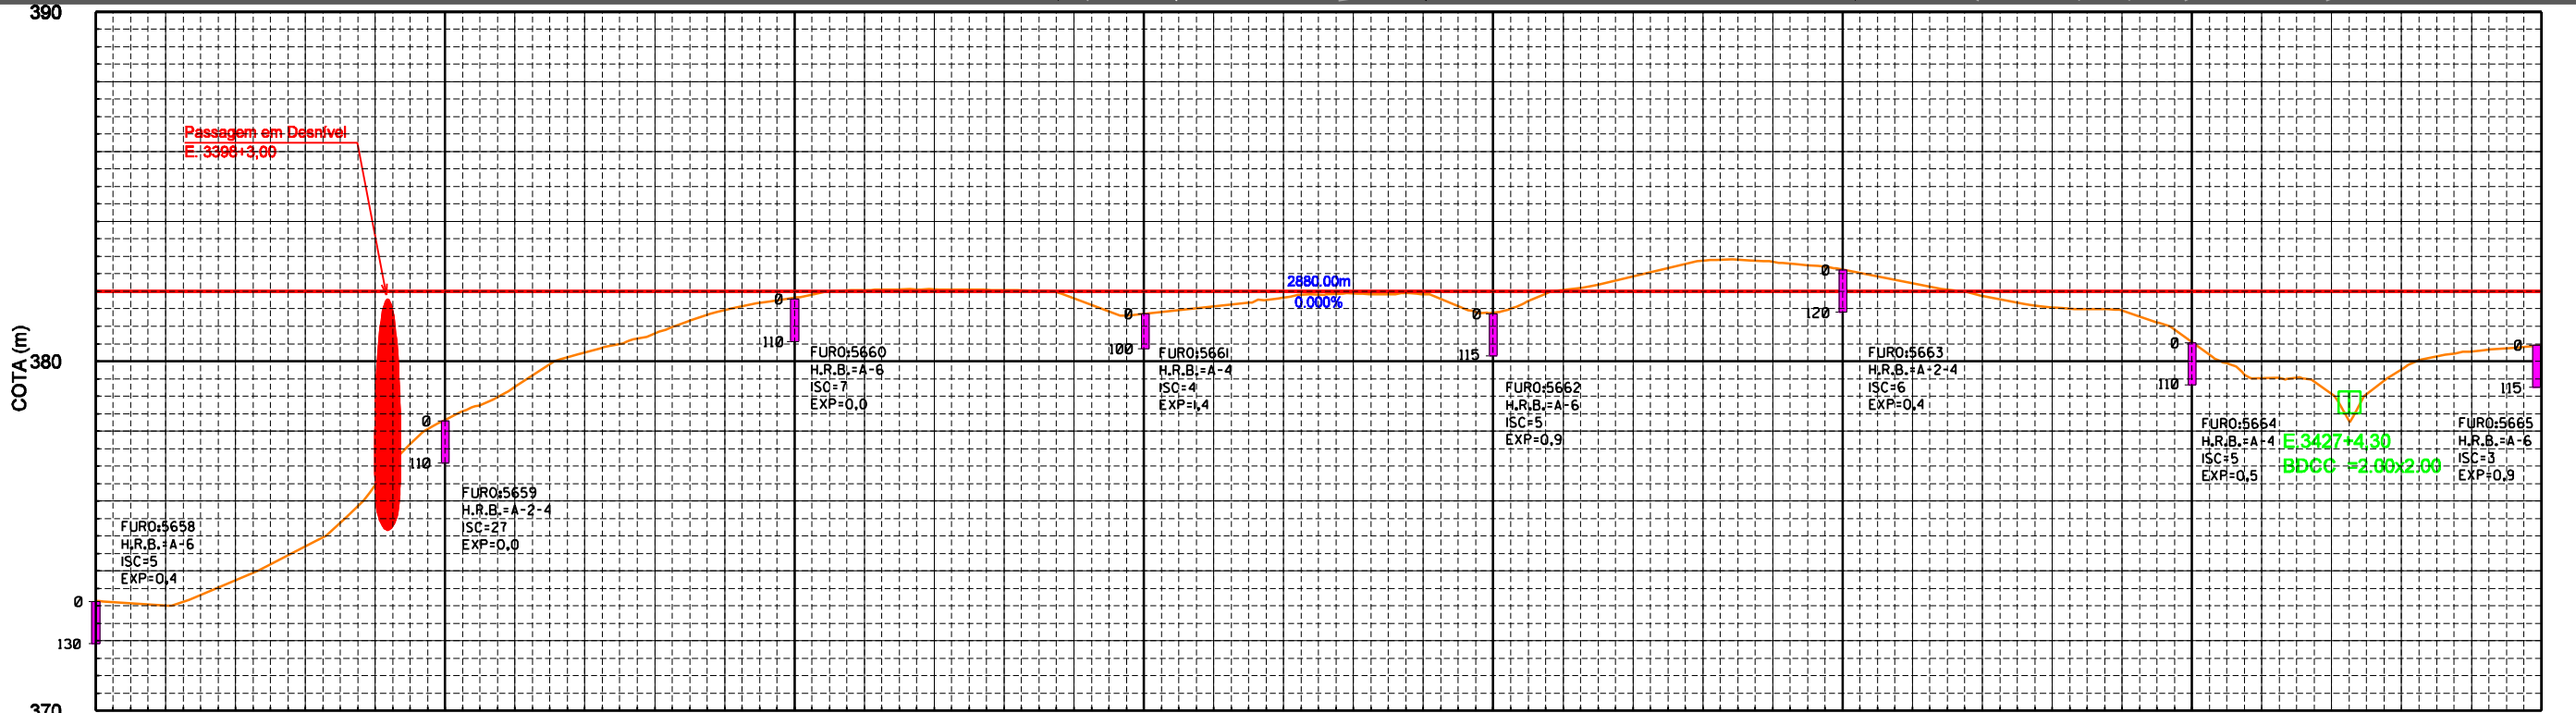 390
Passagem em Desnível
E. 3398+3,00
2880.00m
0.000%
COTA (m)
380
370
0
130
FURO:5658
H.R.B.=A-6
ISC=5
EXP=0,4
0
110
FURO:5659
H.R.B.=A-2-4
ISC=27
EXP=0,0
0
110
FURO:5660
H.R.B.=A-6
ISC=7
EXP=0,0
0
100
FURO:5661
H.R.B.=A-4
ISC=4
EXP=1,4
0
115
FURO:5662
H.R.B.=A-6
ISC=5
EXP=0,9
0
120
FURO:5663
H.R.B.=A-2-4
ISC=6
EXP=0,4
0
110
FURO:5664
H.R.B.=A-4
ISC=5
EXP=0,5
E.3427+4.30
BDCC =2.00x2.00
0
115
FURO:5665
H.R.B.=A-6
ISC=3
EXP=0,9